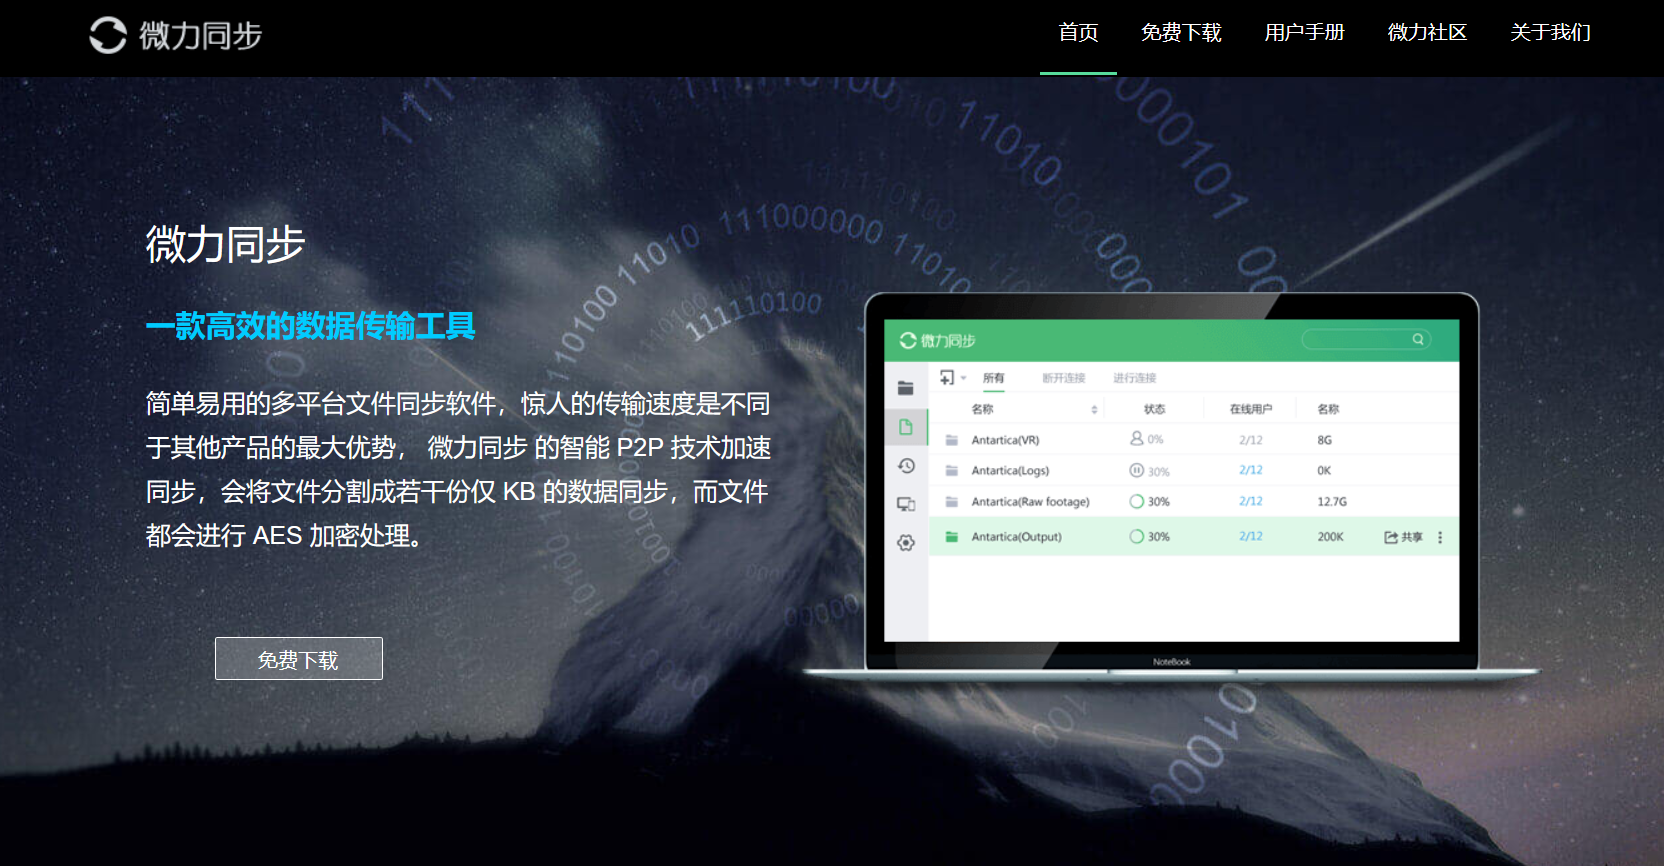 微力同步
首页 免费下载 用户手册 微力社区 关于我们
微力同步
一款高效的数据传输工具
简单易用的多平台文件同步软件，惊人的传输速度是不同
于其他产品的最大优势， 微力同步 的智能 P2P 技术加速
同步，会将文件分割成若干份仅 KB 的数据同步，而文件
都会进行 AES 加密处理。
免费下载
微力同步
所有 断开连接 进行连接
名称 状态 在线用户 名称
Antartica(VR) 0% 2/12 8G
Antartica(Logs) 30% 2/12 0K
Antartica(Raw footage) 30% 2/12 12.7G
Antartica(Output) 30% 2/12 200K 共享
NoteBook
111000000
11010
11010
110100
111110100
11010